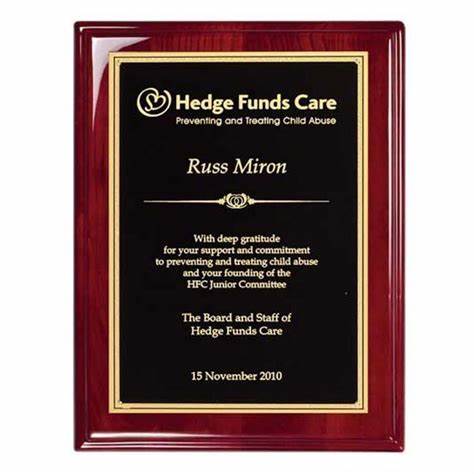 Hedge Funds Care
Preventing and Treating Child Abuse
Russ Miron
With deep gratitude
for your support and commitment
to preventing and treating child abuse
and your founding of the
HFC Junior Committee
The Board and Staff of
Hedge Funds Care
15 November 2010